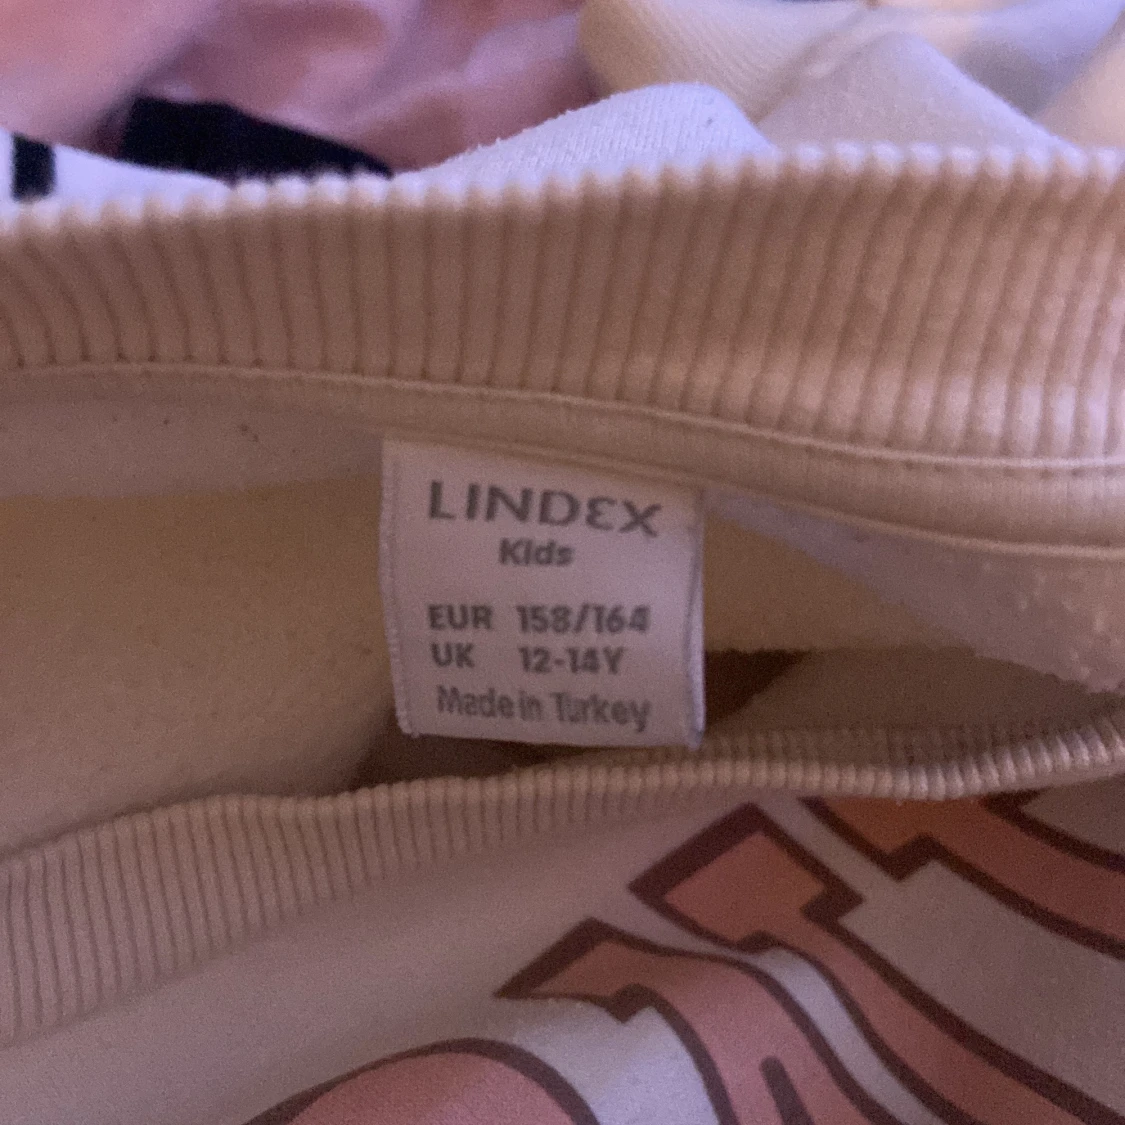 LINDEX
Kids
EUR 158/164
UK 12-14Y
Made in Turkey